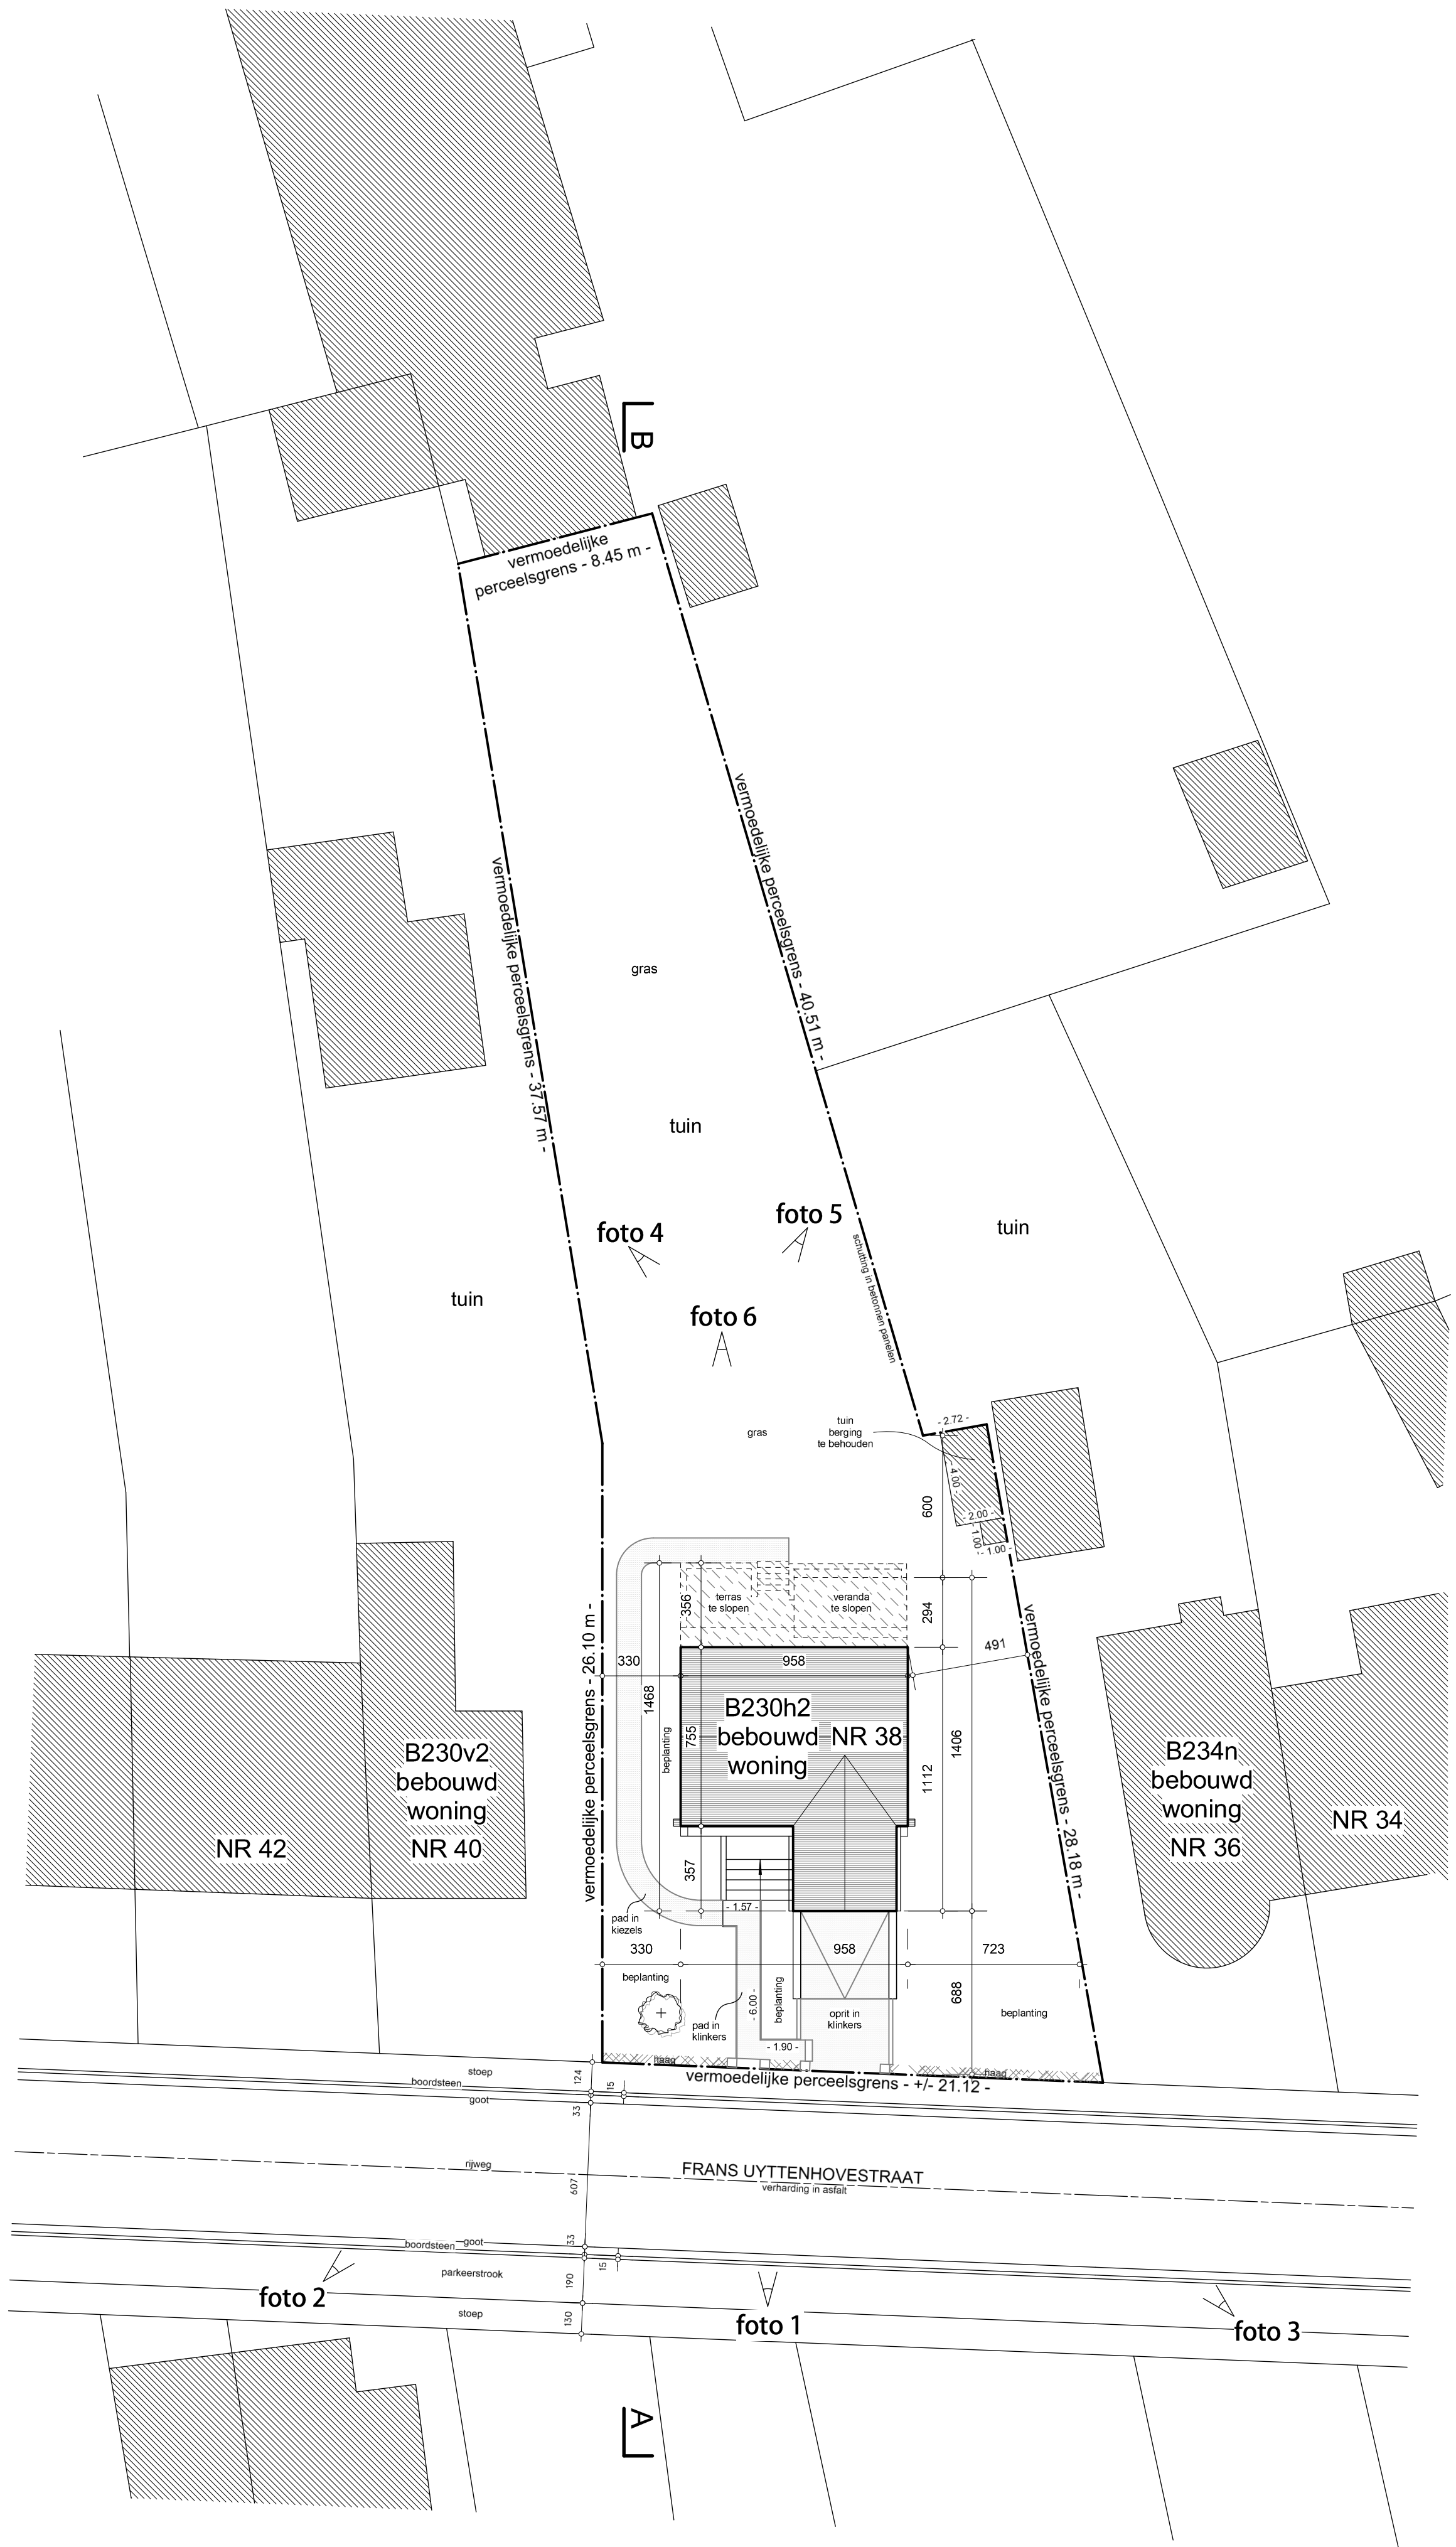 B
vermoedelijke
perceelsgrens - 8.45 m -
vermoedelijke perceelsgrens - 40.51 m -
vermoedelijke perceelsgrens - 37.57 m -
gras
tuin
foto 5
foto 4
tuin
schutting in betonnen panelen
tuin
foto 6
- 2.72 -
tuin
berging
te behouden
gras
- 4.00 -
600
- 2.00 -
- 1.00 -
- 1.00 -
356
terras
te slopen
veranda
te slopen
294
vermoedelijke perceelsgrens - 26.10 m -
vermoedelijke perceelsgrens - 28.18 m -
491
330
958
1468
B230h2
bebouwd
woning
NR 38
755
beplanting
1406
1112
B230v2
bebouwd
woning
NR 40
NR 42
B234n
bebouwd
woning
NR 36
NR 34
357
- 1.57 -
pad in
kiezels
330
958
723
beplanting
beplanting
- 6.00 -
688
pad in
klinkers
oprit in
klinkers
beplanting
- 1.90 -
haag
haag
vermoedelijke perceelsgrens - +/- 21.12 -
stoep
124
boordsteen
15
goot
33
rijweg
FRANS UYTTENHOVESTRAAT
verharding in asfalt
607
goot
33
boordsteen
15
parkeerstrook
190
foto 2
stoep
130
foto 1
foto 3
A